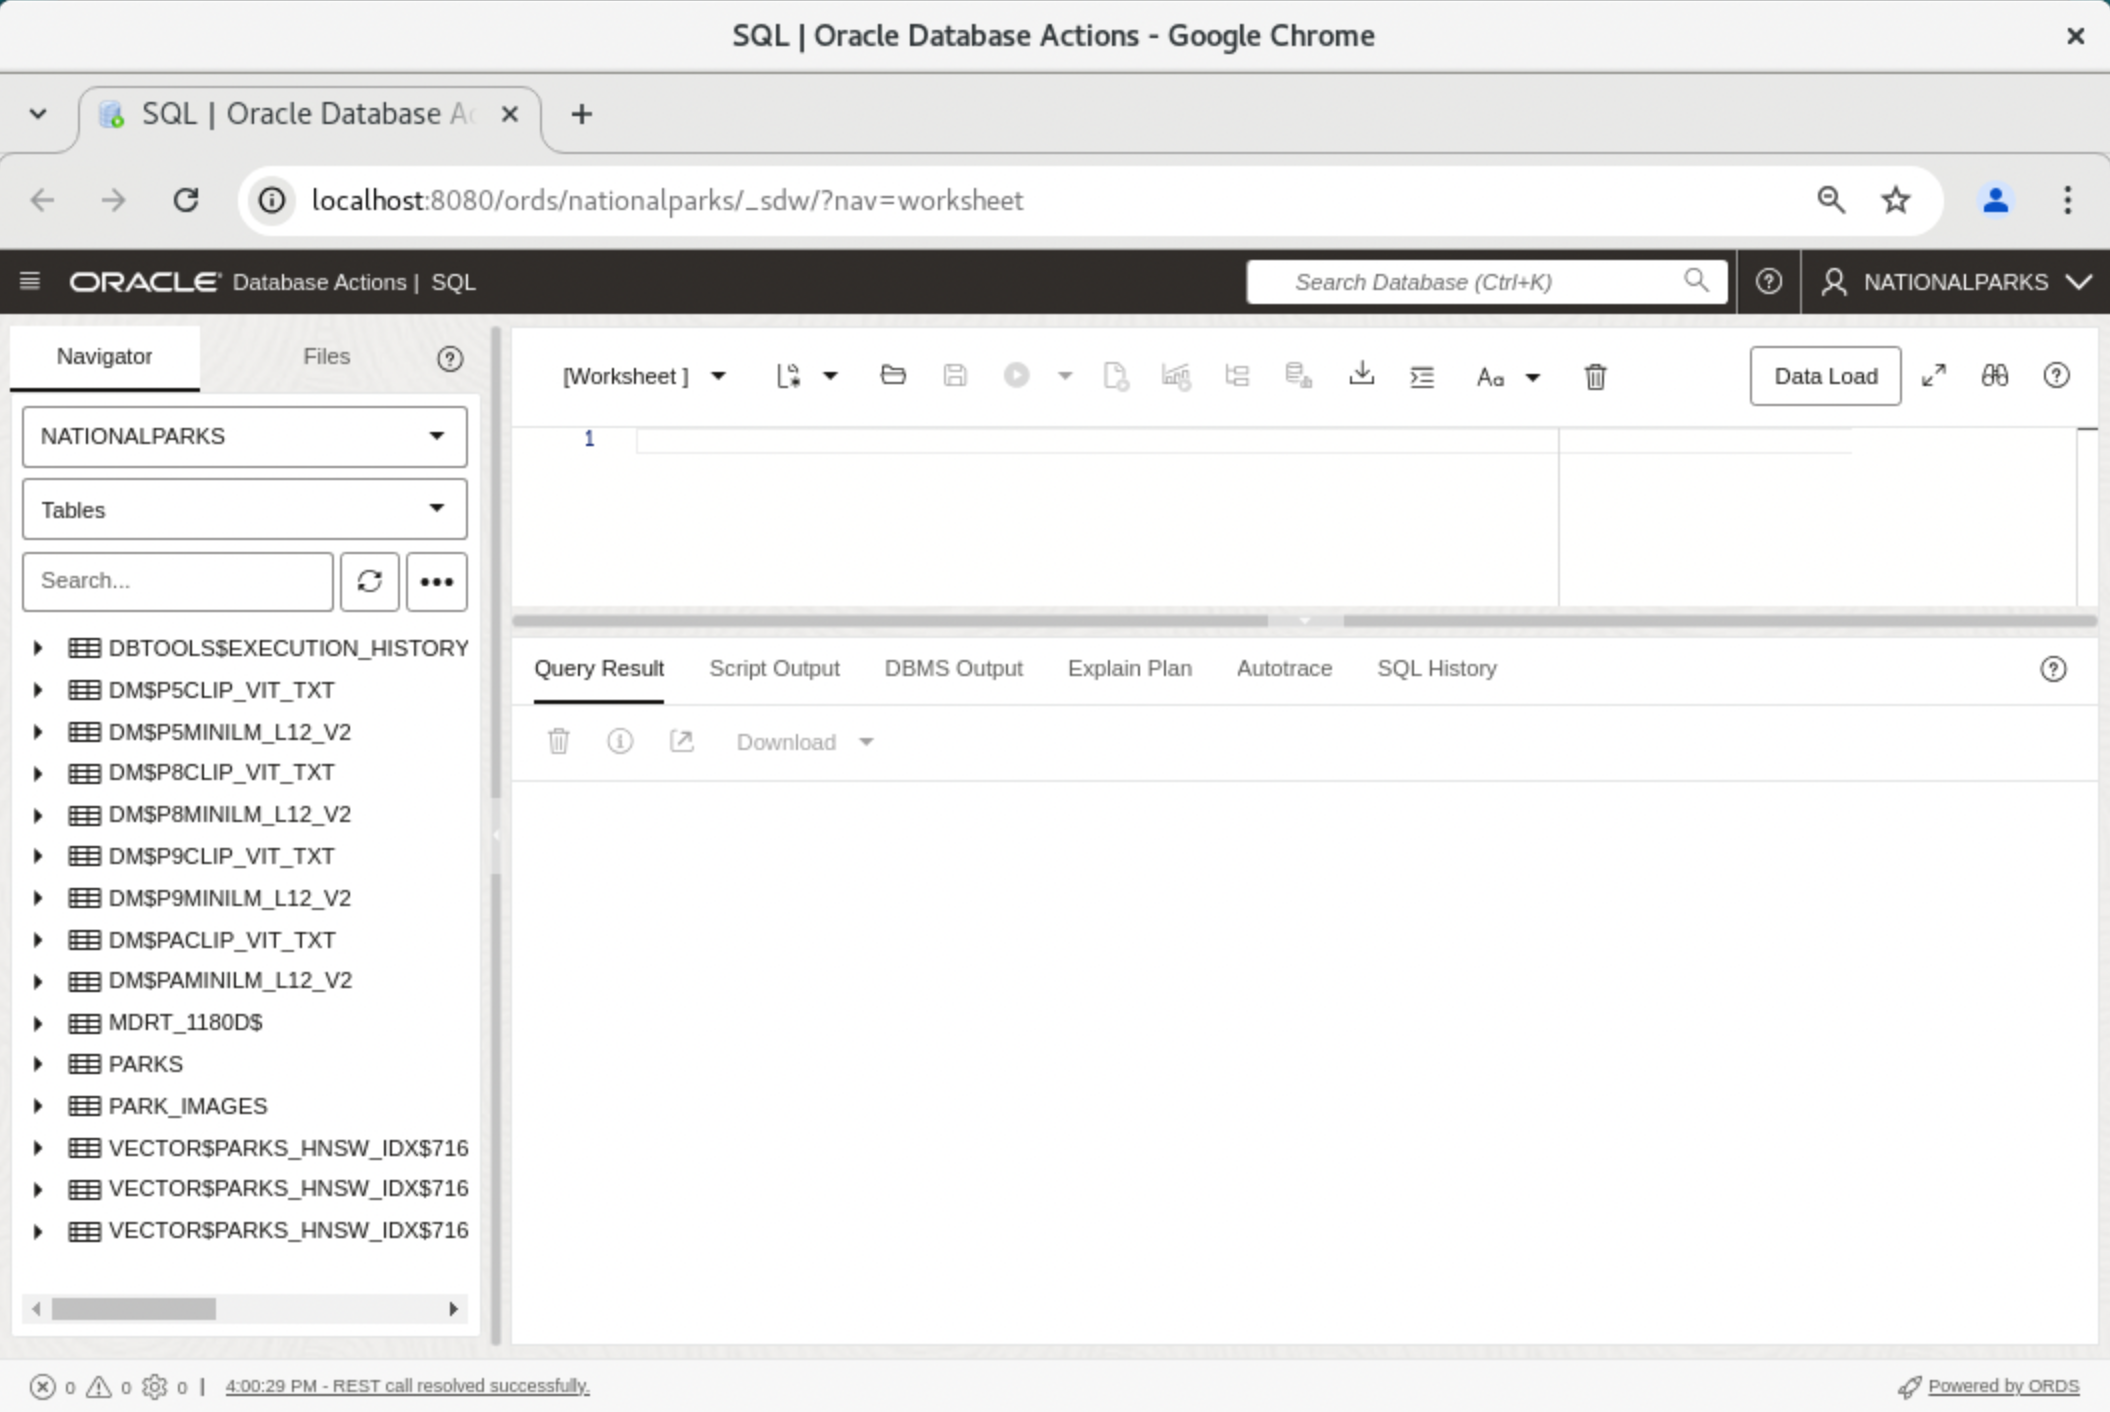 SQL | Oracle Database Actions - Google Chrome
SQL | Oracle Database Ac
localhost:8080/ords/nationalparks/_sdw/?nav=worksheet
ORACLE Database Actions | SQL
Search Database (Ctrl+K)
NATIONALPARKS
Navigator
Files
NATIONALPARKS
Tables
Search...
DBTOOLS$EXECUTION_HISTORY
DM$P5CLIP_VIT_TXT
DM$P5MINILM_L12_V2
DM$P8CLIP_VIT_TXT
DM$P8MINILM_L12_V2
DM$P9CLIP_VIT_TXT
DM$P9MINILM_L12_V2
DM$PACLIP_VIT_TXT
DM$PAMINILM_L12_V2
MDRT_1180D$
PARKS
PARK_IMAGES
VECTOR$PARKS_HNSW_IDX$716
VECTOR$PARKS_HNSW_IDX$716
VECTOR$PARKS_HNSW_IDX$716
[Worksheet ]
Aa
Data Load
1
Query Result
Script Output
DBMS Output
Explain Plan
Autotrace
SQL History
Download
0 0 0 | 4:00:29 PM - REST call resolved successfully.
Powered by ORDS